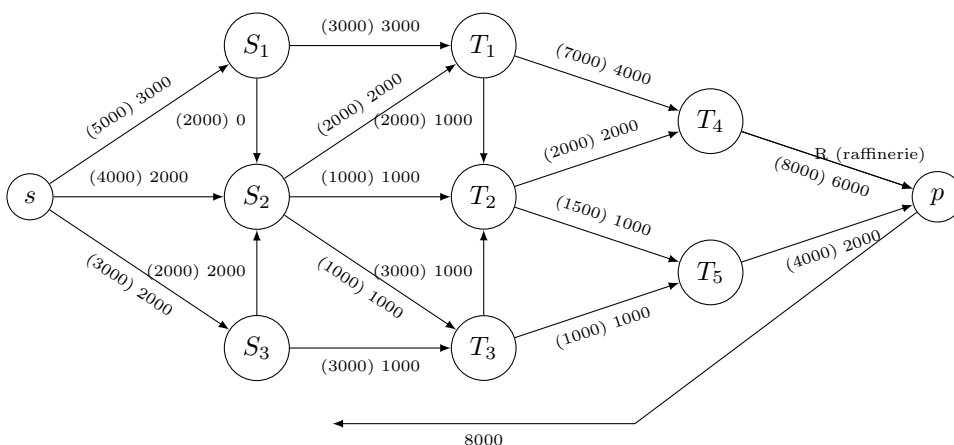 (3000) 3000
S₁
T₁
(7000) 4000
(5000) 3000
(2000) 0
(2000) 2000
(2000) 1000
T₄
(2000) 2000
R (raffinerie)
(8000) 6000
(4000) 2000
(1000) 1000
s
S₂
T₂
p
(1500) 1000
(3000) 2000
(2000) 2000
(1000) 1000
(3000) 1000
T₅
(4000) 2000
(1000) 1000
S₃
T₃
(3000) 1000
8000